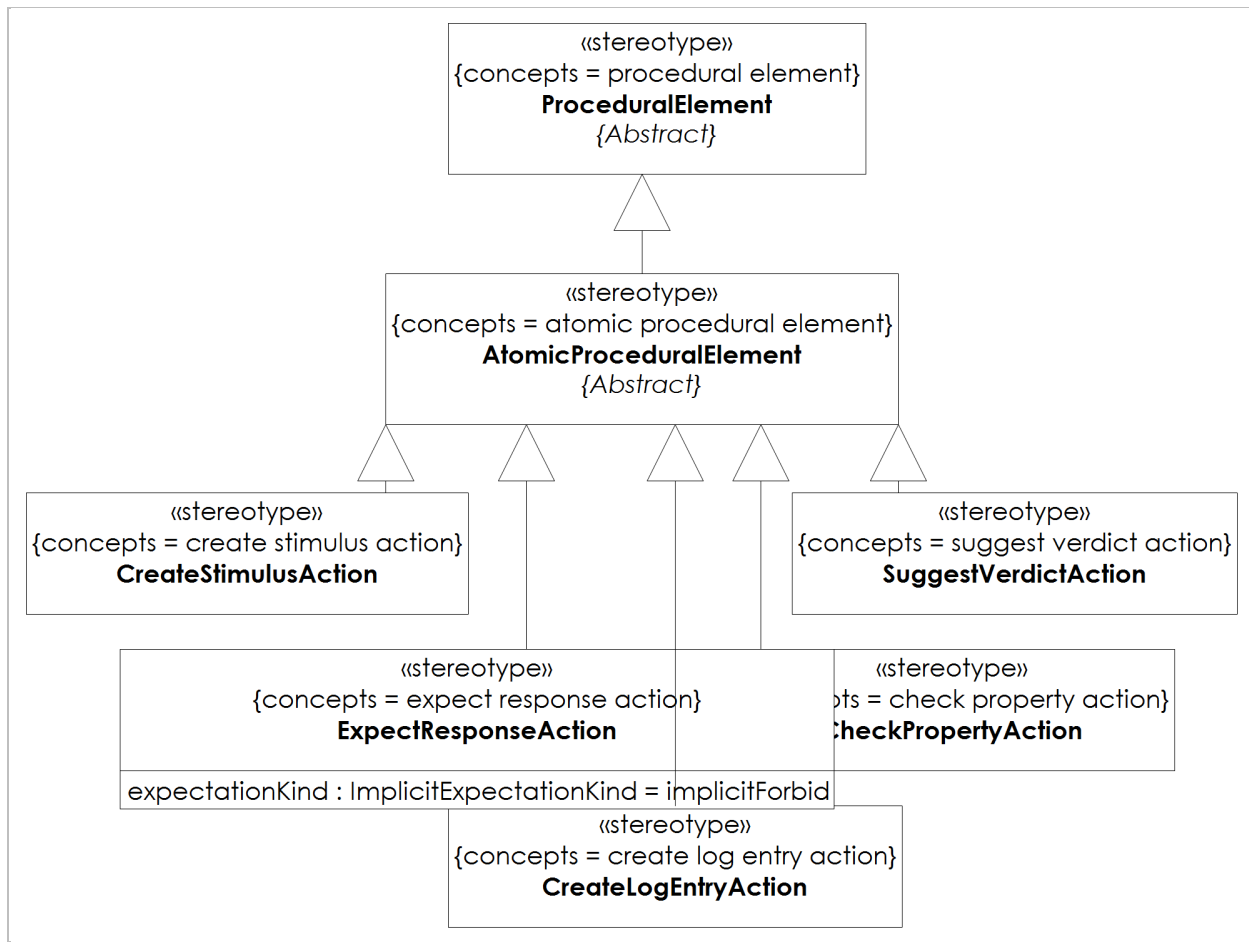 «stereotype»
{concepts = procedural element}
ProceduralElement
{Abstract}
«stereotype»
{concepts = atomic procedural element}
AtomicProceduralElement
{Abstract}
«stereotype»
{concepts = create stimulus action}
CreateStimulusAction
«stereotype»
{concepts = suggest verdict action}
SuggestVerdictAction
«stereotype»
{concepts = expect response action}
ExpectResponseAction
expectationKind : ImplicitExpectationKind = implicitForbid
«stereotype»
= check property action}
CheckPropertyAction
«stereotype»
{concepts = create log entry action}
CreateLogEntryAction